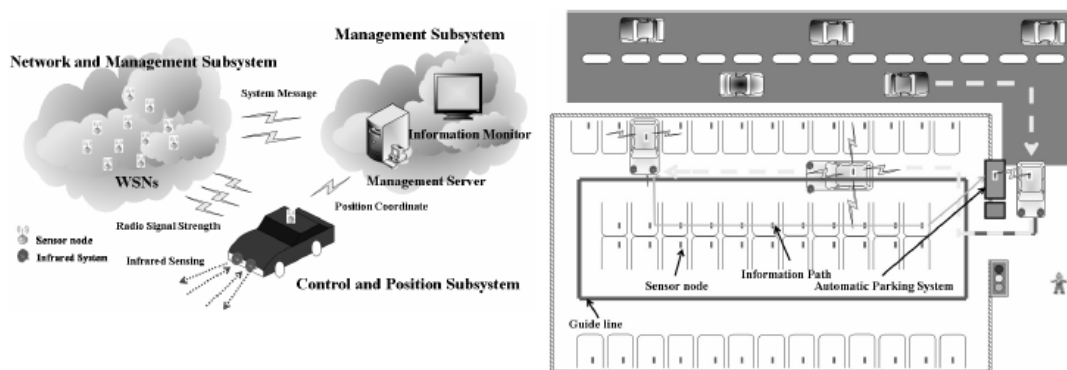 Management Subsystem
Network and Management Subsystem
System Message
Information Monitor
WSNs
Management Server
Position Coordinate
Radio Signal Strength
Sensor node
Infrared System
Infrared Sensing
Control and Position Subsystem
Information Path
Sensor node
Automatic Parking System
Guide line